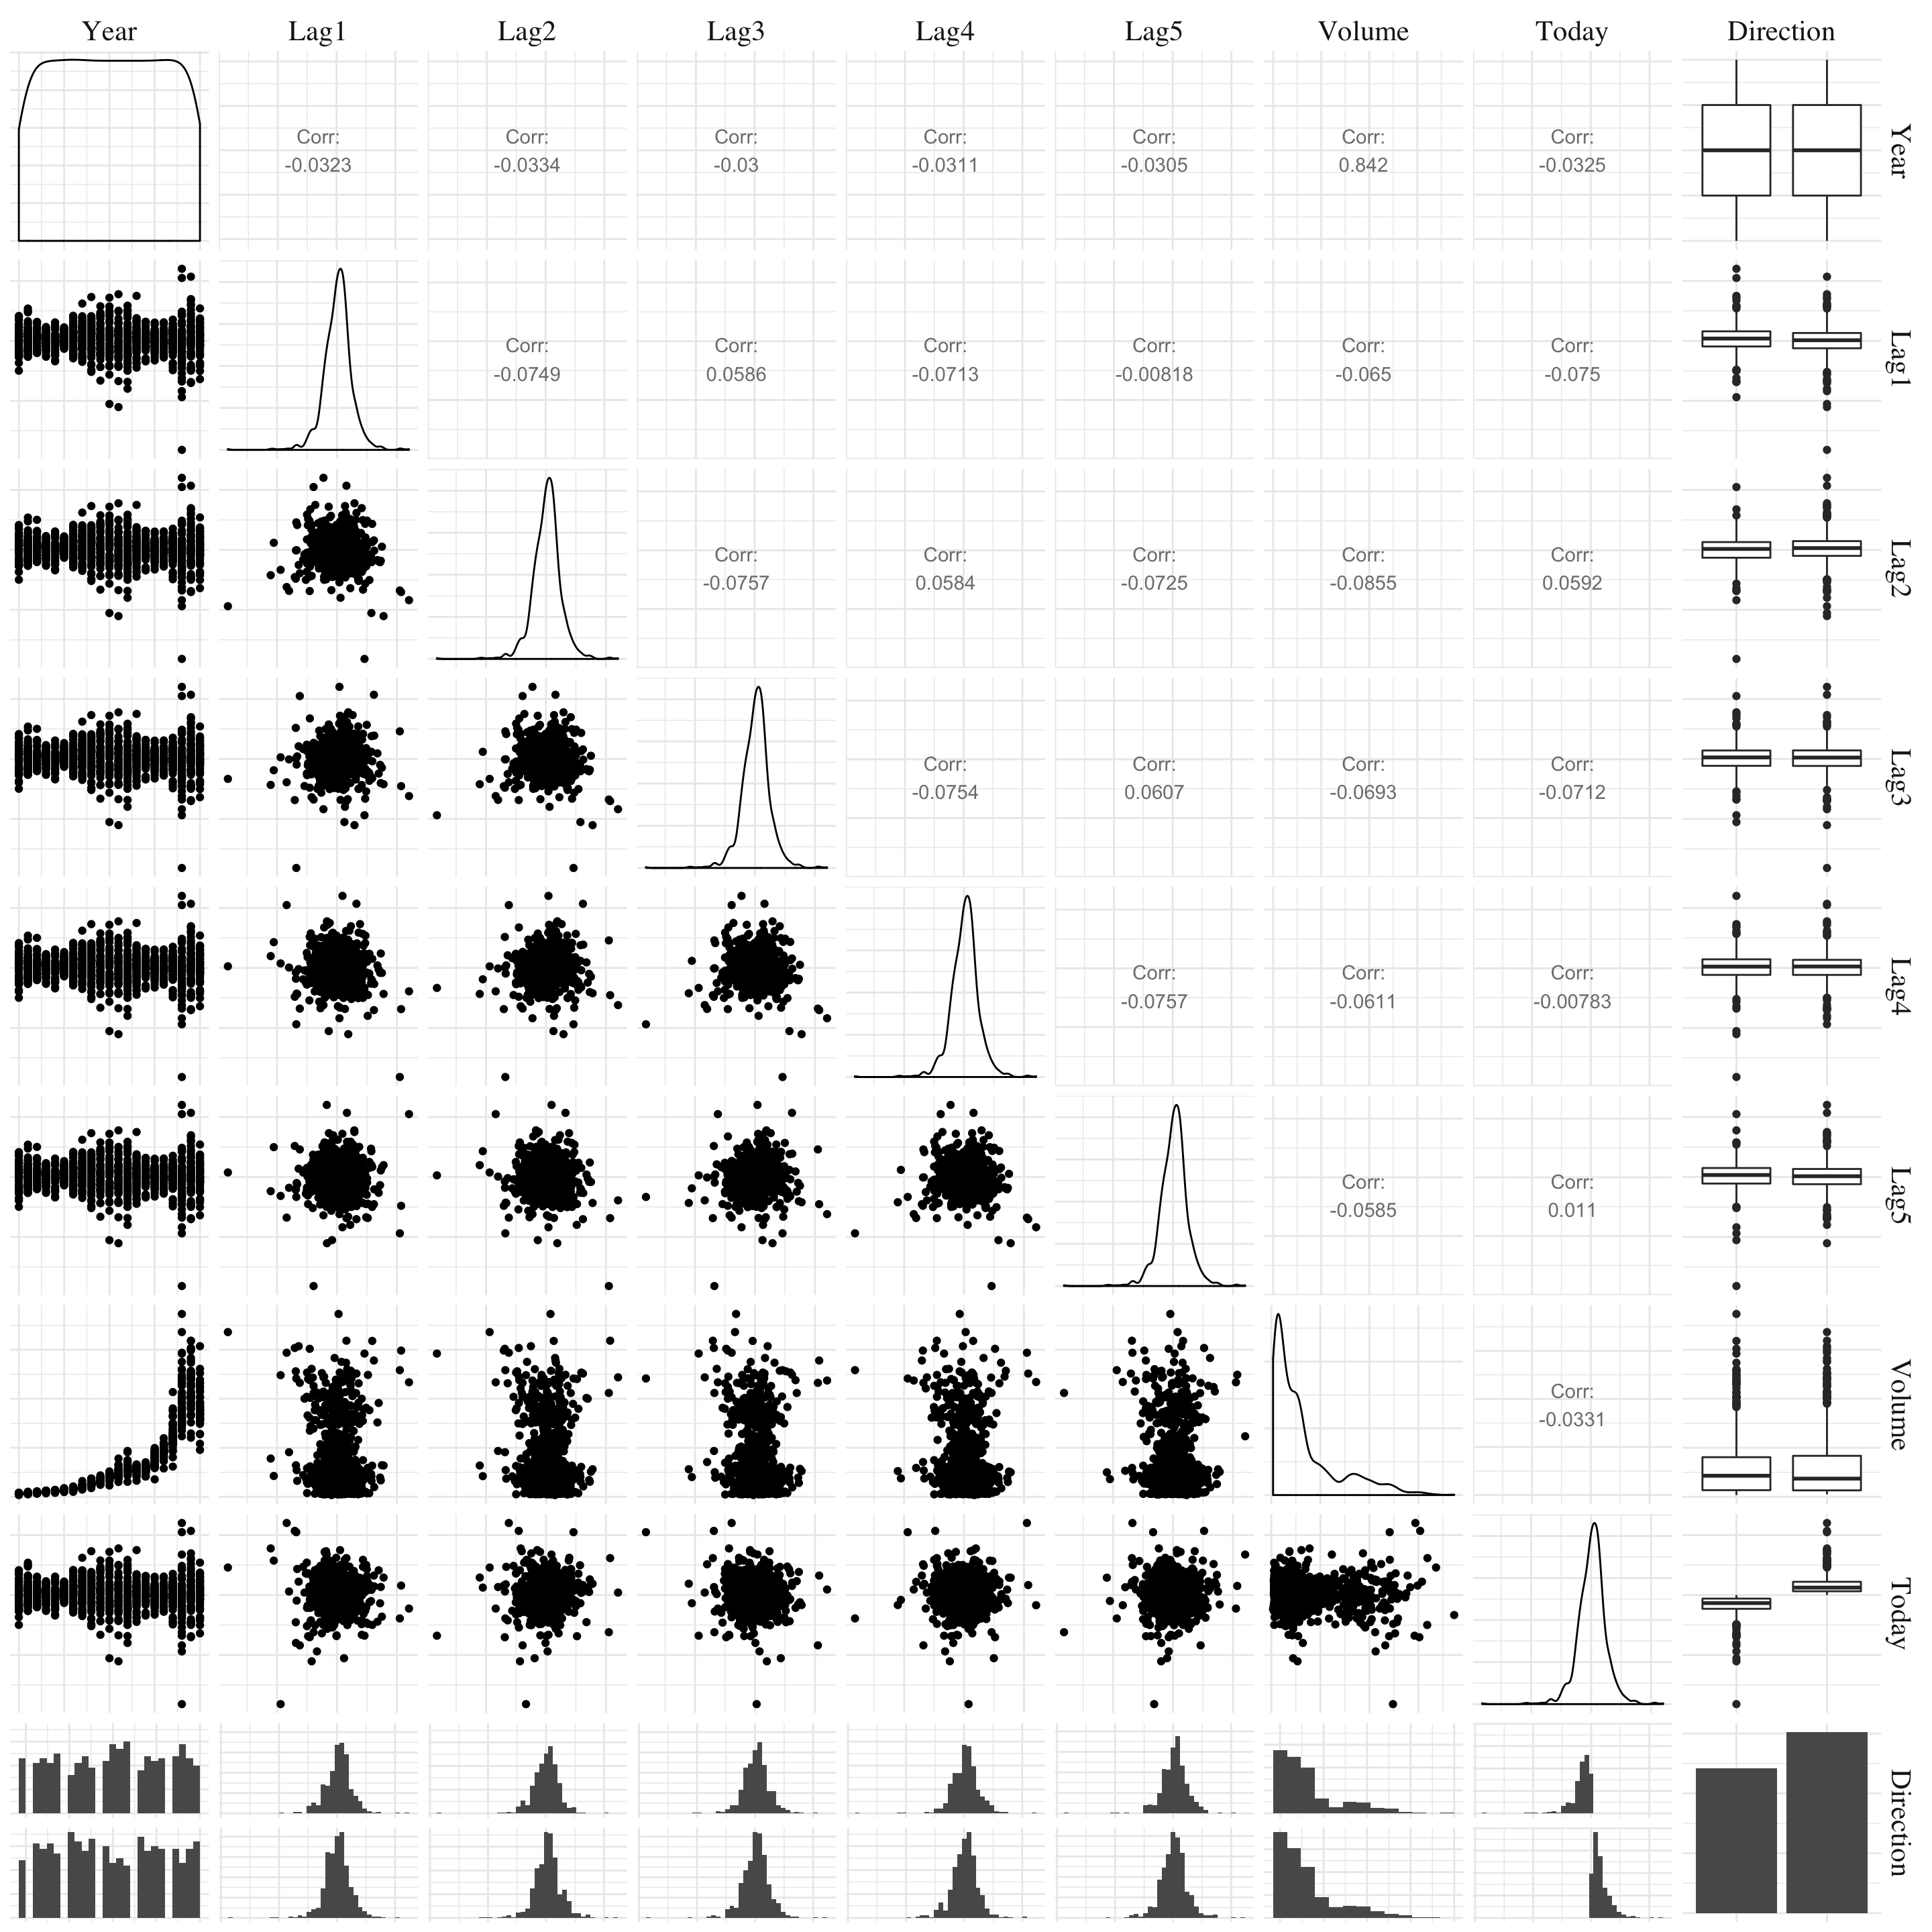 Year Lag1 Lag2 Lag3 Lag4 Lag5 Volume Today Direction
Corr: Corr: Corr: Corr: Corr: Corr: Corr:
-0.0323 -0.0334 -0.03 -0.0311 -0.0305 0.842 -0.0325
Year
Corr: Corr: Corr: Corr: Corr: Corr:
-0.0749 0.0586 -0.0713 -0.00818 -0.065 -0.075
Lag1
Corr: Corr: Corr: Corr: Corr:
-0.0757 0.0584 -0.0725 -0.0855 0.0592
Lag2
Corr: Corr: Corr: Corr:
-0.0754 0.0607 -0.0693 -0.0712
Lag3
Corr: Corr: Corr:
-0.0757 -0.0611 -0.00783
Lag4
Corr: Corr:
-0.0585 0.011
Lag5
Corr:
-0.0331
Volume
Today
Direction